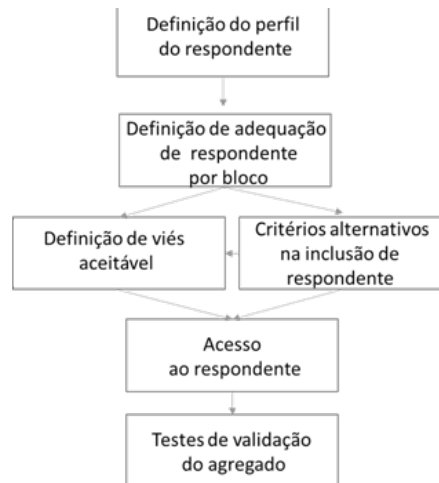 Definição do perfil
do respondente
Definição de adequação
de respondente
por bloco
Definição de viés
aceitável
Critérios alternativos
na inclusão de
respondente
Acesso
ao respondente
Testes de validação
do agregado